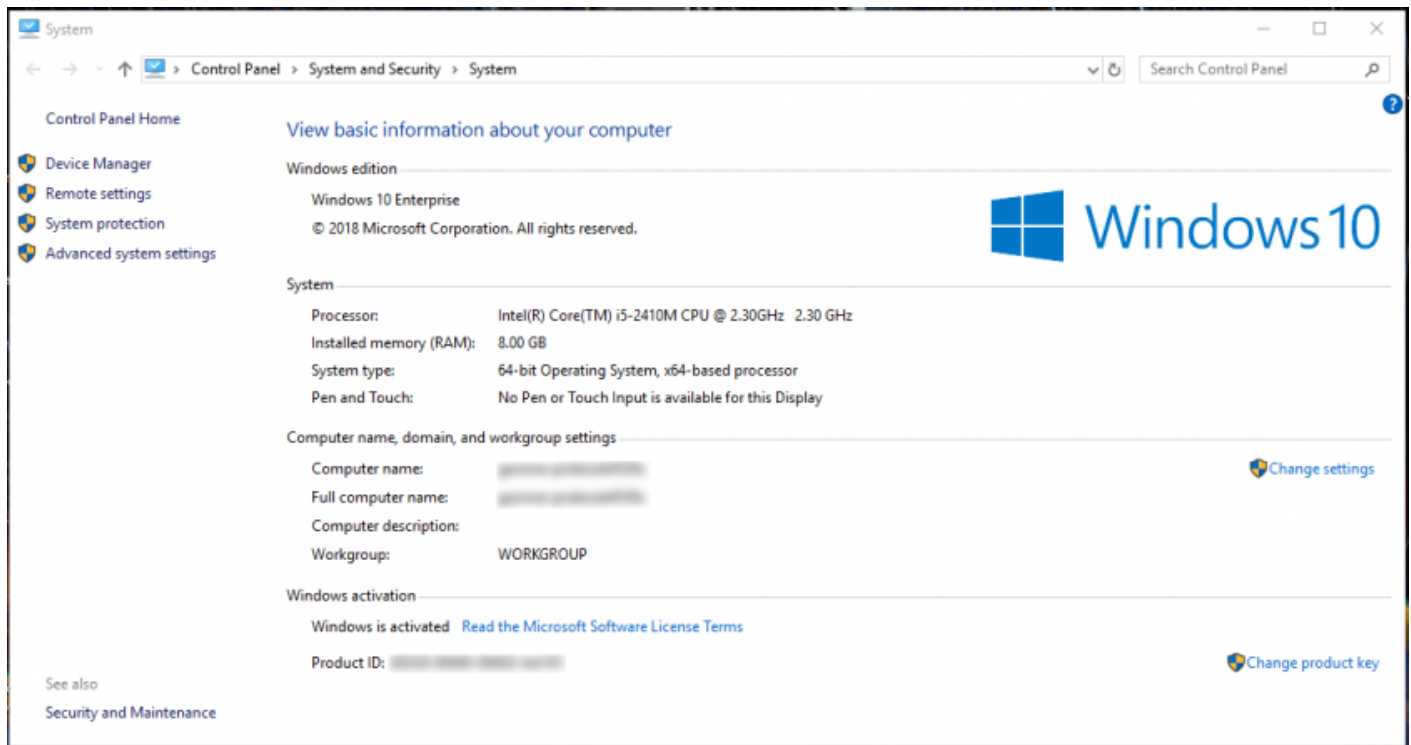 System
Control Panel > System and Security > System
Search Control Panel
Control Panel Home
Device Manager
Remote settings
System protection
Advanced system settings
View basic information about your computer
Windows edition
Windows 10 Enterprise
© 2018 Microsoft Corporation. All rights reserved.
Windows 10
System
Processor: Intel(R) Core(TM) i5-2410M CPU @ 2.30GHz 2.30 GHz
Installed memory (RAM): 8.00 GB
System type: 64-bit Operating System, x64-based processor
Pen and Touch: No Pen or Touch Input is available for this Display
Computer name, domain, and workgroup settings
Computer name:
Change settings
Full computer name:
Computer description:
Workgroup: WORKGROUP
Windows activation
Windows is activated Read the Microsoft Software License Terms
Product ID:
Change product key
See also
Security and Maintenance